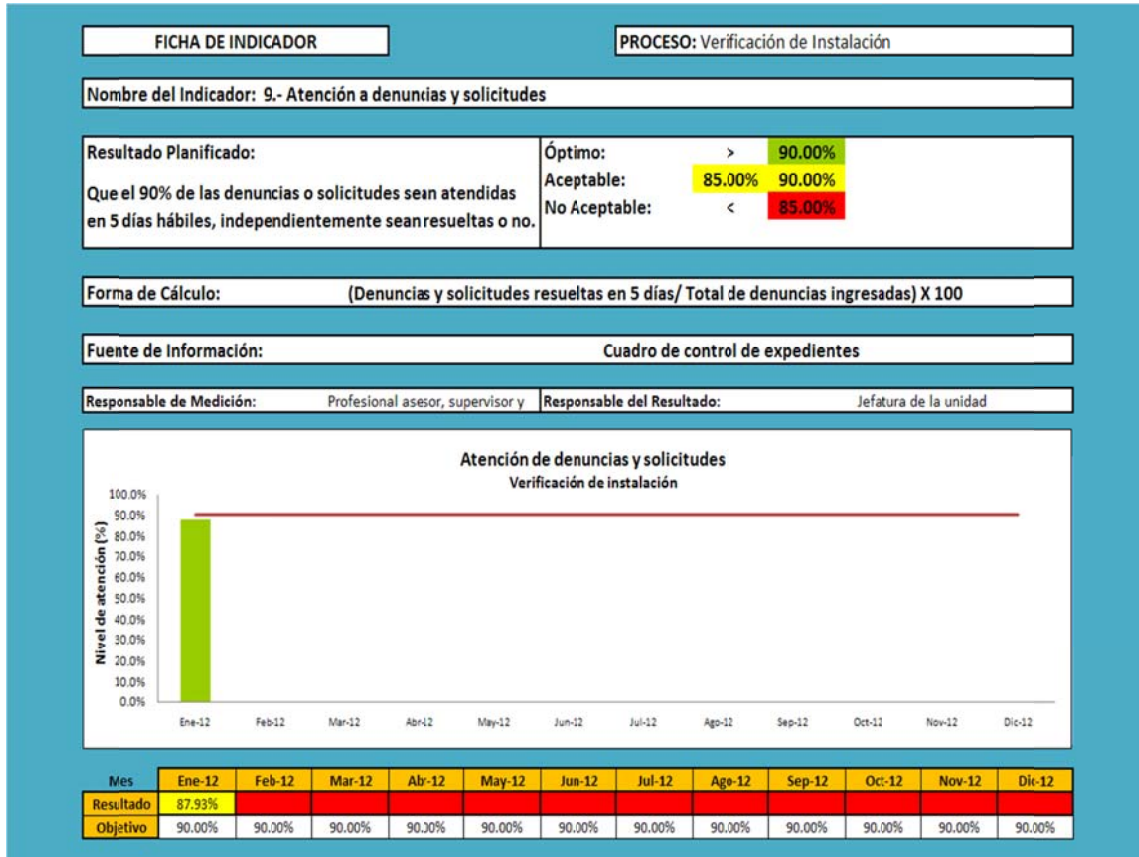 FICHA DE INDICADOR
PROCESO: Verificación de Instalación
Nombre del Indicador: 9.- Atención a denuncias y solicitudes
Resultado Planificado:
Que el 90% de las denuncias o solicitudes sean atendidas
en 5 días hábiles, independientemente sean resueltas o no.
Óptimo: > 90.00%
Aceptable: 85.00% 90.00%
No Aceptable: < 85.00%
Forma de Cálculo: (Denuncias y solicitudes resueltas en 5 días/ Total de denuncias ingresadas) X 100
Fuente de Información: Cuadro de control de expedientes
Responsable de Medición: Profesional asesor, supervisor y
Responsable del Resultado: Jefatura de la unidad
Atención de denuncias y solicitudes
Verificación de instalación
Nivel de atención (%)
100.0%
90.0%
80.0%
70.0%
60.0%
50.0%
40.0%
30.0%
20.0%
10.0%
0.0%
Ene-12 Feb-12 Mar-12 Abr-12 May-12 Jun-12 Jul-12 Ago-12 Sep-12 Oct-12 Nov-12 Dic-12
Mes Ene-12 Feb-12 Mar-12 Abr-12 May-12 Jun-12 Jul-12 Ago-12 Sep-12 Oct-12 Nov-12 Dic-12
Resultado 87.93%
Objetivo 90.00% 90.00% 90.00% 90.00% 90.00% 90.00% 90.00% 90.00% 90.00% 90.00% 90.00% 90.00%